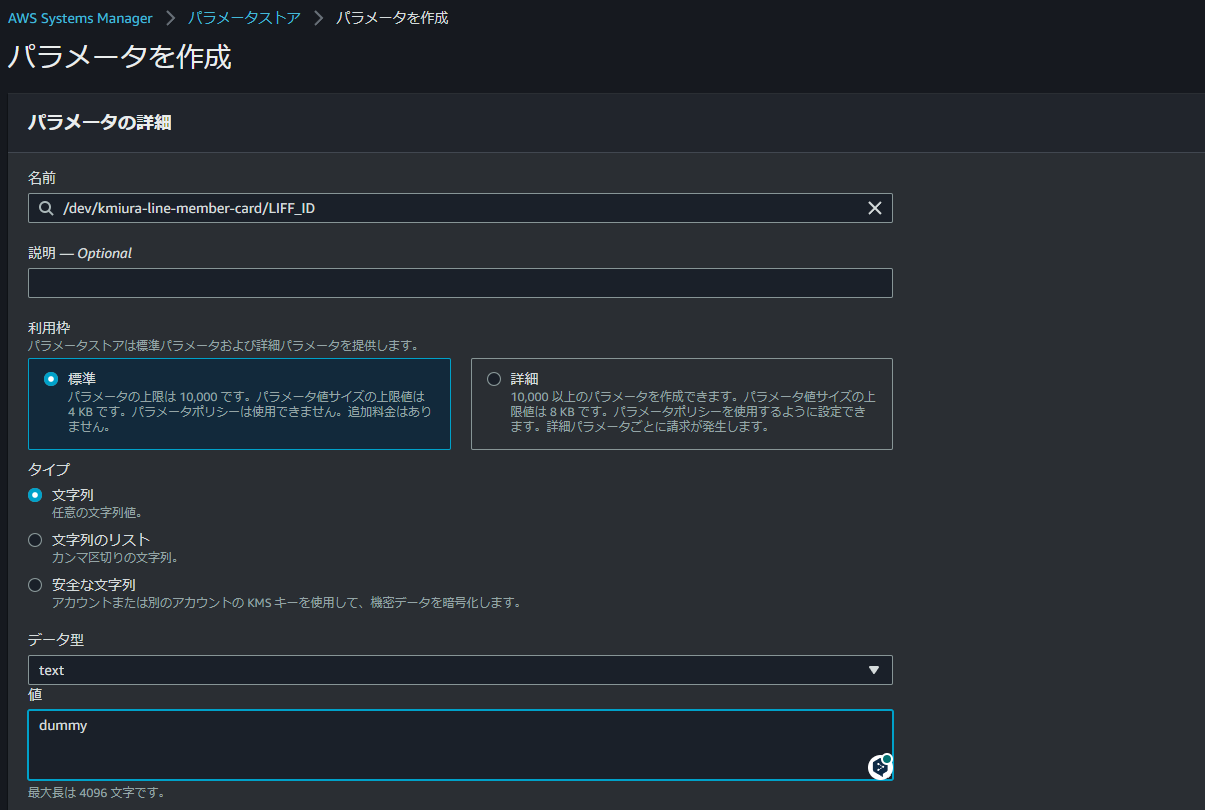 AWS Systems Manager > パラメータストア > パラメータを作成
パラメータを作成
パラメータの詳細
名前
/dev/kmiura-line-member-card/LIFF_ID
説明 — Optional
利用枠
パラメータストアは標準パラメータおよび詳細パラメータを提供します。
標準
パラメータの上限は 10,000 です。パラメータ値サイズの上限値は
4 KB です。パラメータポリシーは使用できません。追加料金はあり
ません。
詳細
10,000 以上のパラメータを作成できます。パラメータ値サイズの上
限値は 8 KB です。パラメータポリシーを使用するように設定でき
ます。詳細パラメータごとに請求が発生します。
タイプ
文字列
任意の文字列値。
文字列のリスト
カンマ区切りの文字列。
安全な文字列
アカウントまたは別のアカウントの KMS キーを使用して、機密データを暗号化します。
データ型
text
値
dummy
最大長は 4096 文字です。